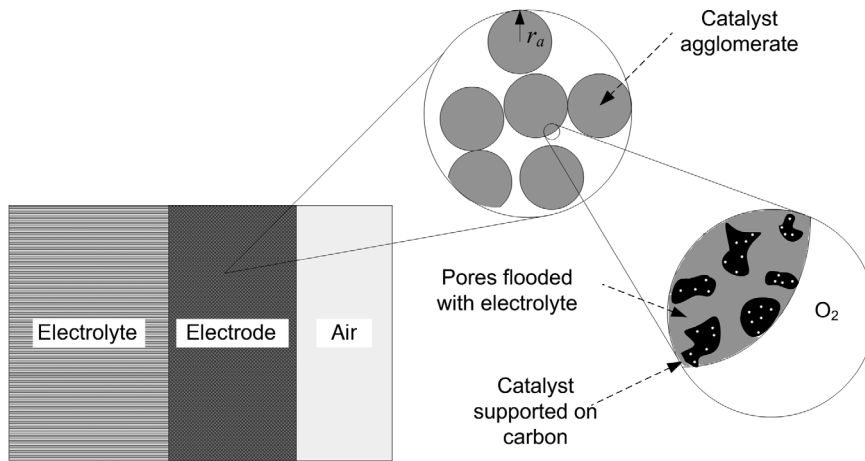 r_a
Catalyst
agglomerate
Pores flooded
with electrolyte
O₂
Electrolyte
Electrode
Air
Catalyst
supported on
carbon